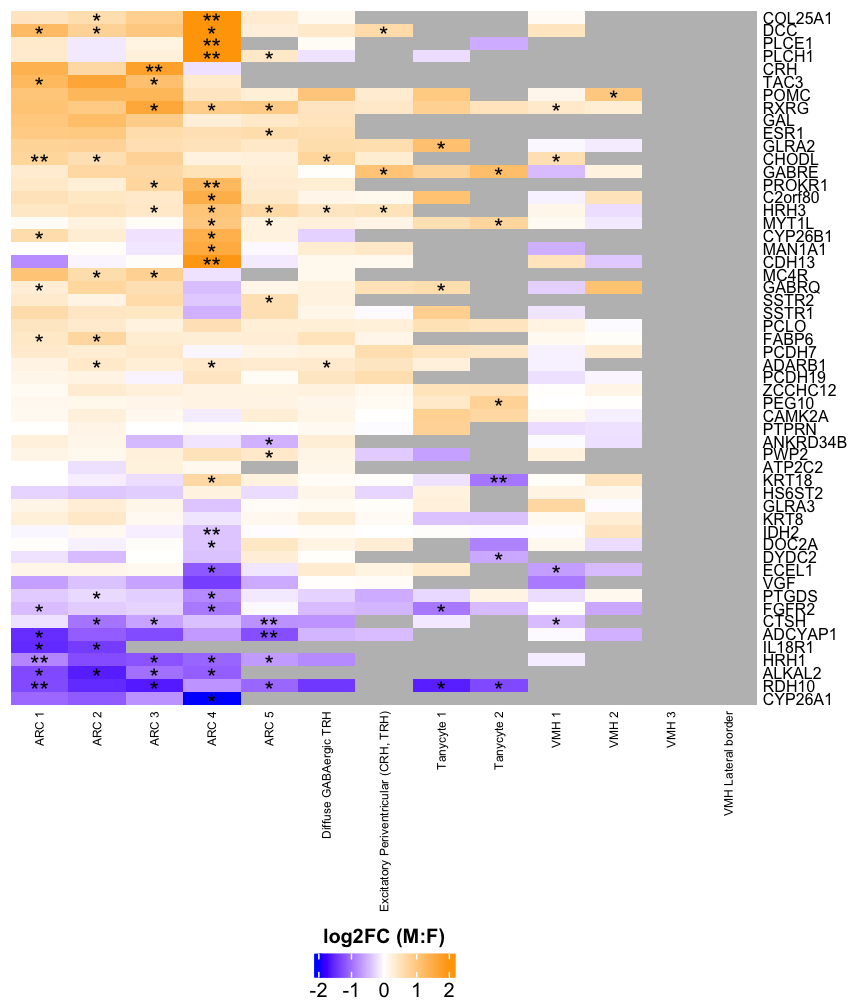 COL25A1
DCC
PLCE1
PLCH1
CRH
TAC3
POMC
RXRG
GAL
ESR1
GLRA2
CHODL
GABRE
PROKR1
C2orf80
HRH3
MYT1L
CYP26B1
MAN1A1
CDH13
MC4R
GABRQ
SSTR2
SSTR1
PCLO
FABP6
PCDH7
ADARB1
PCDH19
ZCCHC12
PEG10
CAMK2A
PTPRN
ANKRD34B
PWP2
ATP2C2
KRT18
HS6ST2
GLRA3
KRT8
IDH2
DOC2A
DYDC2
ECEL1
VGF
PTGDS
FGFR2
CTSH
ADCYAP1
IL18R1
HRH1
ALKAL2
RDH10
CYP26A1
ARC 1
ARC 2
ARC 3
ARC 4
ARC 5
Diffuse GABAergic TRH
Excitatory Periventricular (CRH, TRH)
Tanycyte 1
Tanycyte 2
VMH 1
VMH 2
VMH 3
VMH Lateral border
log2FC (M:F)
-2 -1 0 1 2